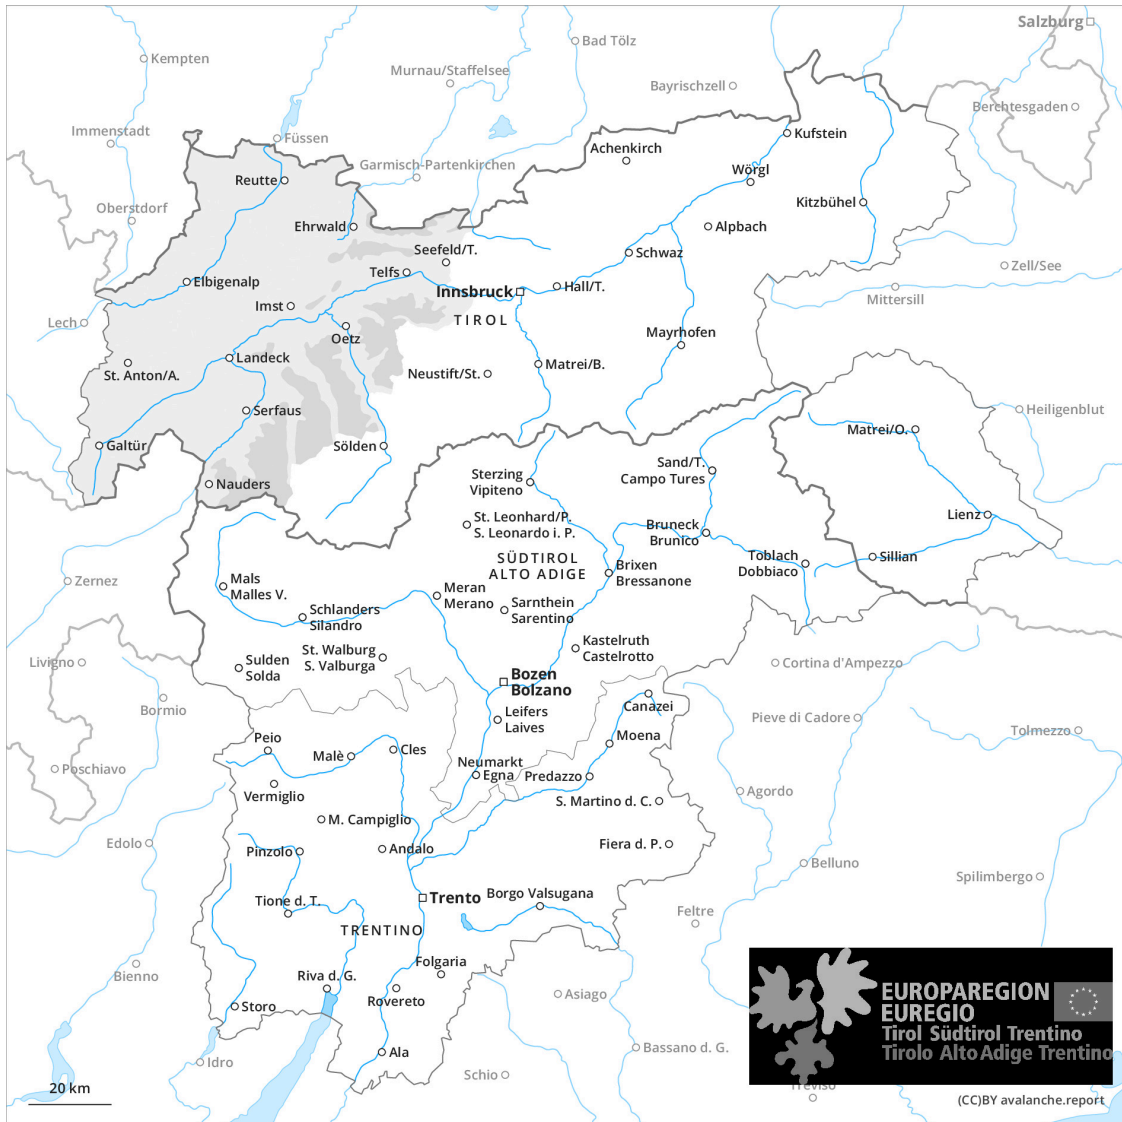 Salzburg
Bad Tölz
Kempten
Murnau/Staffelsee
Bayrischzell
Berchtesgaden
Immenstadt
Füssen
Kufstein
Achenkirch
Garmisch-Partenkirchen
Wörgl
Reutte
Kitzbühel
Oberstdorf
Ehrwald
Alpbach
Seefeld/T.
Schwaz
Zell/See
Telfs
Elbigenalp
Hall/T.
Innsbruck
Mittersill
Imst
Lech
TIROL
Mayrhofen
Oetz
Landeck
Matrei/B.
St. Anton/A.
Neustift/St.
Serfaus
Heiligenblut
Matrei/O.
Galtür
Sölden
Sand/T.
Campo Tures
Sterzing
Vipiteno
Nauders
Lienz
St. Leonhard/P.
S. Leonardo i. P.
Bruneck
Brunico
SÜDTIROL
ALTO ADIGE
Toblach
Dobbiaco
Sillian
Brixen
Bressanone
Zernez
Mals
Malles V.
Meran
Merano
Sarnthein
Sarentino
Schlanders
Silandro
Kastelruth
Castelrotto
St. Walburg
S. Valburga
Livigno
Sulden
Solda
Cortina d'Ampezzo
Bozen
Bolzano
Canazei
Bormio
Leifers
Laives
Pieve di Cadore
Tolmezzo
Peio
Moena
Malè
Cles
Neumarkt
Egna
Predazzo
Poschiavo
Vermiglio
S. Martino d. C.
Agordo
M. Campiglio
Edolo
Pinzolo
Andalo
Fiera d. P.
Belluno
Spilimbergo
Tione d. T.
Trento
Borgo Valsugana
Feltre
TRENTINO
Folgaria
Bienno
Riva d. G.
Rovereto
Asiago
Storo
EUROPAREGION
EUREGIO
Tirol Südtirol Trentino
Tirolo Alto Adige Trentino
Idro
Ala
Bassano d. G.
Schio
Treviso
20 km
(CC)BY avalanche.report